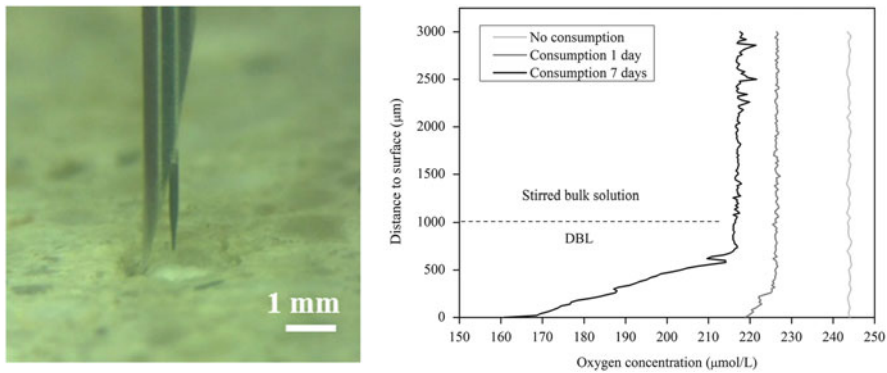 1 mm
3000
2500
2000
1500
1000
500
0
Distance to surface (μm)
No consumption
Consumption 1 day
Consumption 7 days
Stirred bulk solution
DBL
150 160 170 180 190 200 210 220 230 240 250
Oxygen concentration (μmol/L)